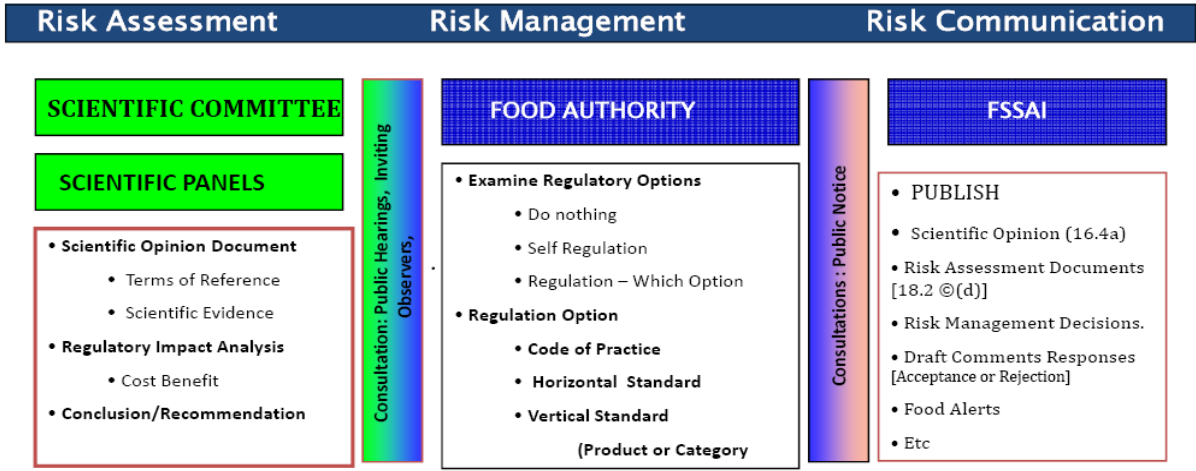 Risk Assessment
Risk Management
Risk Communication
SCIENTIFIC COMMITTEE
SCIENTIFIC PANELS
• Scientific Opinion Document
• Terms of Reference
• Scientific Evidence
• Regulatory Impact Analysis
• Cost Benefit
• Conclusion/Recommendation
Consultation: Public Hearings, Inviting
Observers,
FOOD AUTHORITY
• Examine Regulatory Options
• Do nothing
• Self Regulation
• Regulation – Which Option
• Regulation Option
• Code of Practice
• Horizontal Standard
• Vertical Standard
(Product or Category
Consultations : Public Notice
FSSAI
• PUBLISH
• Scientific Opinion (16.4a)
• Risk Assessment Documents
[18.2 ©(d)]
• Risk Management Decisions.
• Draft Comments Responses
[Acceptance or Rejection]
• Food Alerts
• Etc